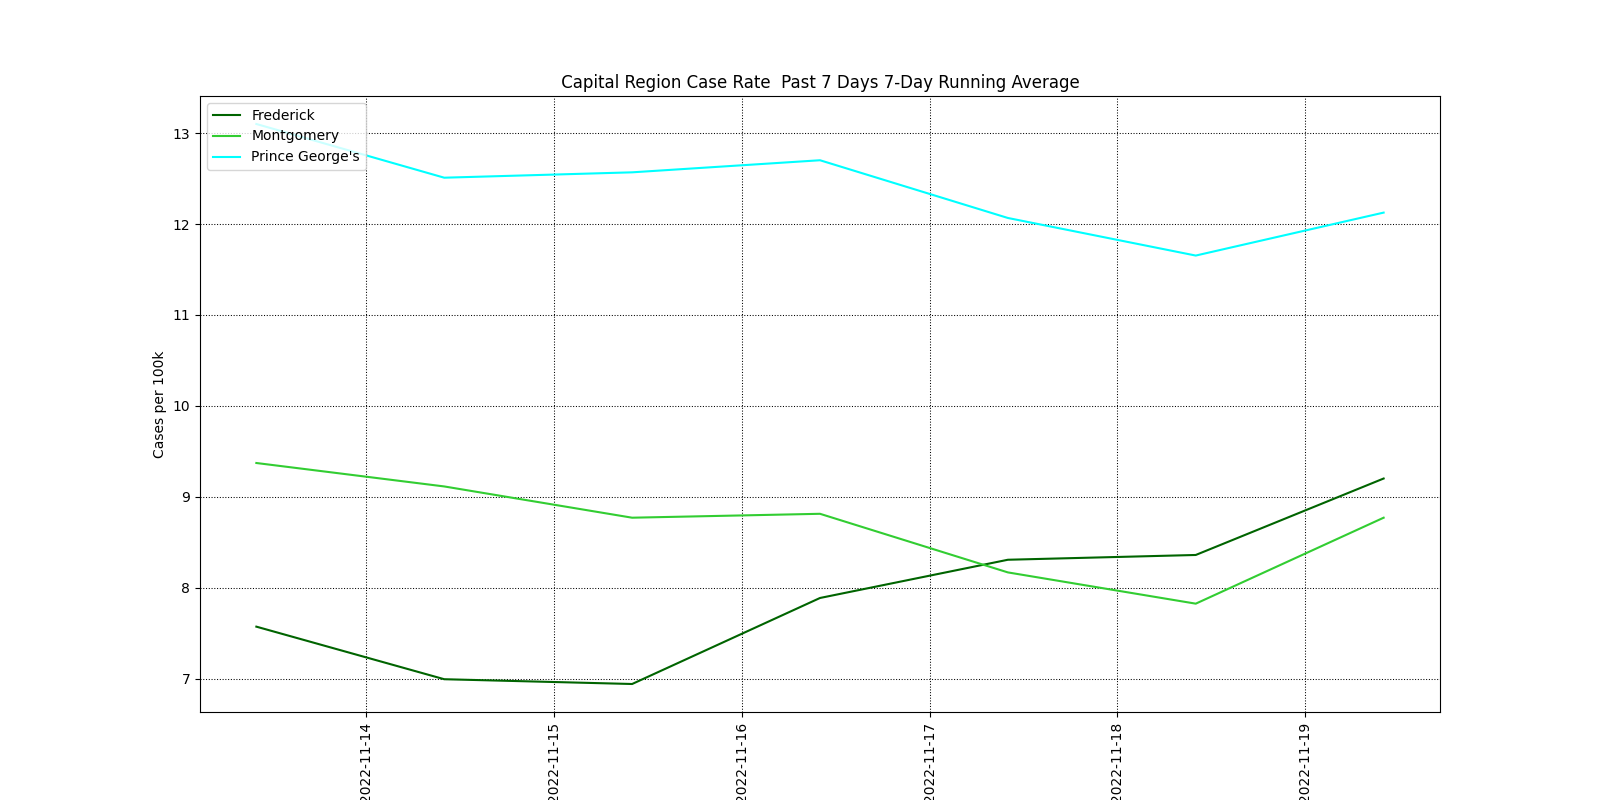 Capital Region Case Rate  Past 7 Days 7-Day Running Average
Frederick
Montgomery
Prince George's
13
12
11
10
9
8
7
Cases per 100k
2022-11-14
2022-11-15
2022-11-16
2022-11-17
2022-11-18
2022-11-19